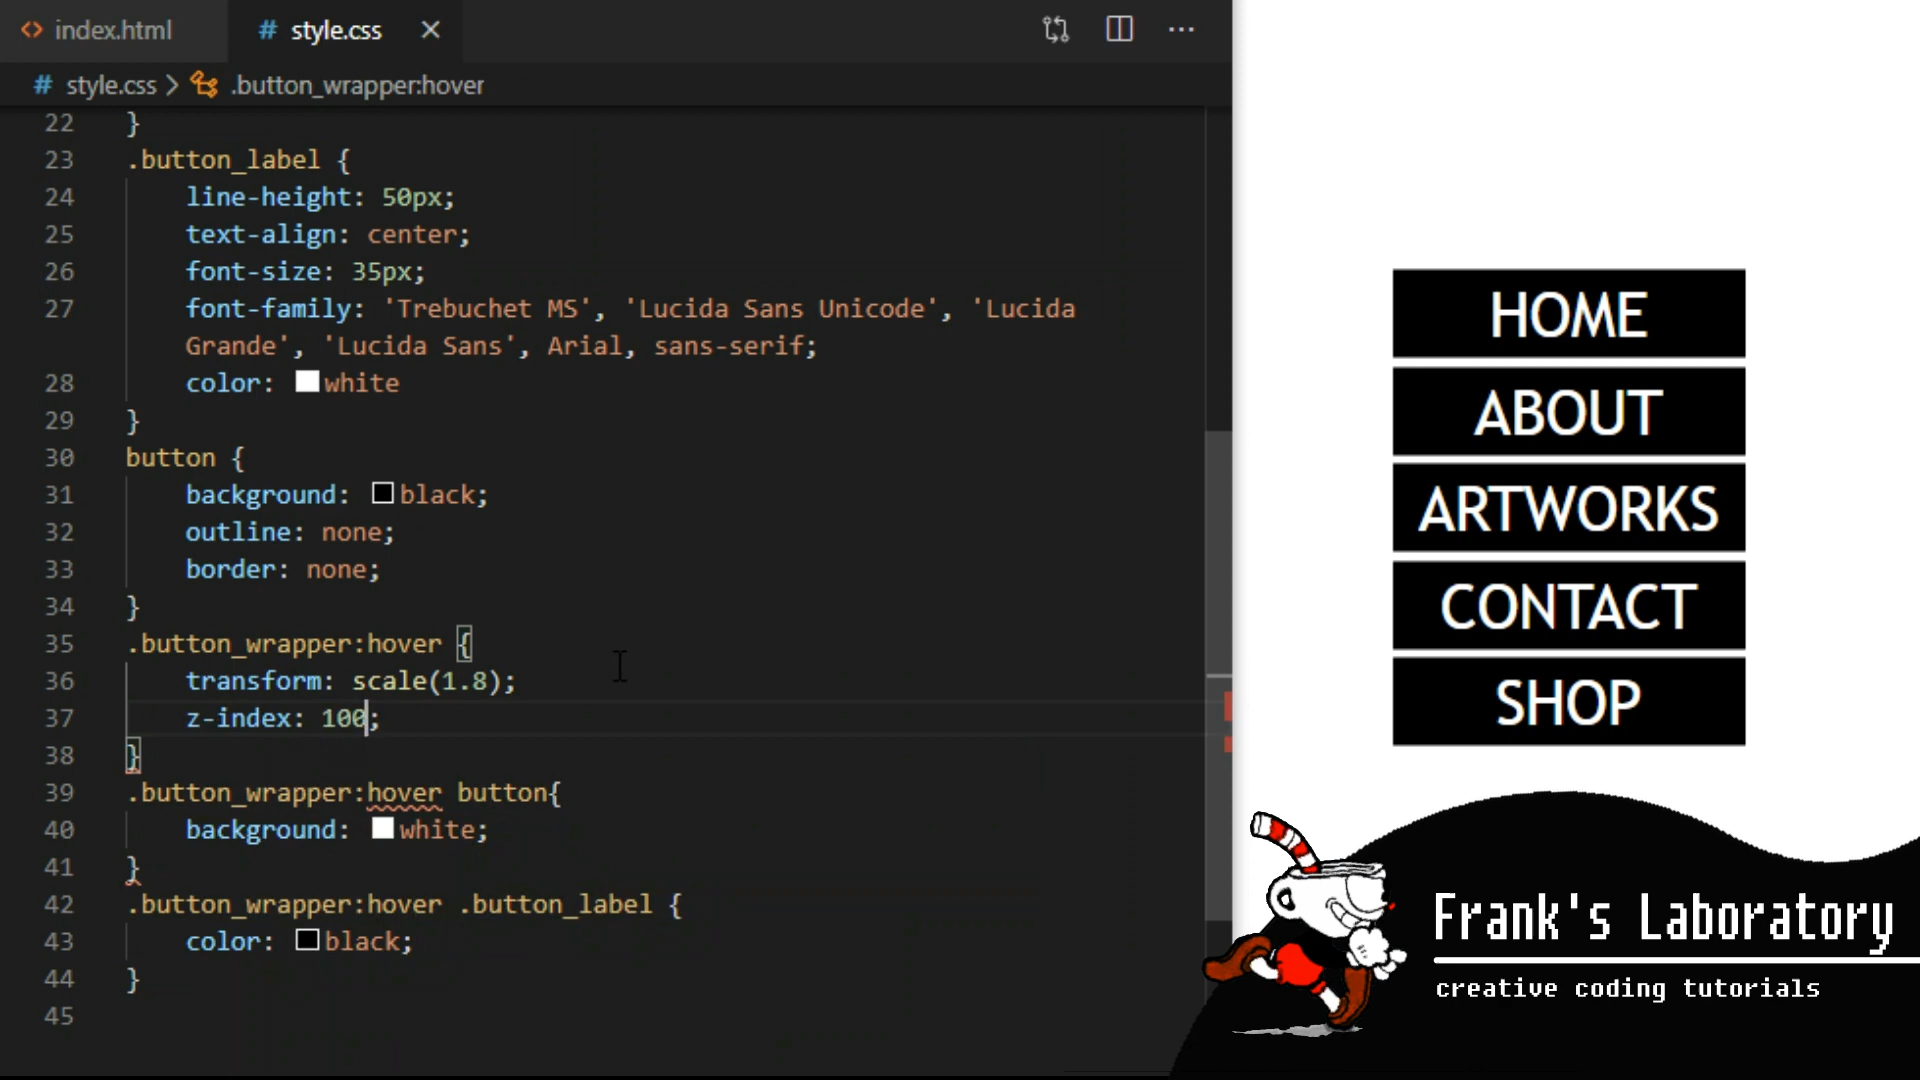 index.html
style.css
style.css > .button_wrapper:hover
22 }
23 .button_label {
24 line-height: 50px;
25 text-align: center;
26 font-size: 35px;
27 font-family: 'Trebuchet MS', 'Lucida Sans Unicode', 'Lucida
Grande', 'Lucida Sans', Arial, sans-serif;
28 color: white
29 }
30 button {
31 background: black;
32 outline: none;
33 border: none;
34 }
35 .button_wrapper:hover {
36 transform: scale(1.8);
37 z-index: 100;
38 }
39 .button_wrapper:hover button{
40 background: white;
41 }
42 .button_wrapper:hover .button_label {
43 color: black;
44 }
45
HOME
ABOUT
ARTWORKS
CONTACT
SHOP
Frank's Laboratory
creative coding tutorials